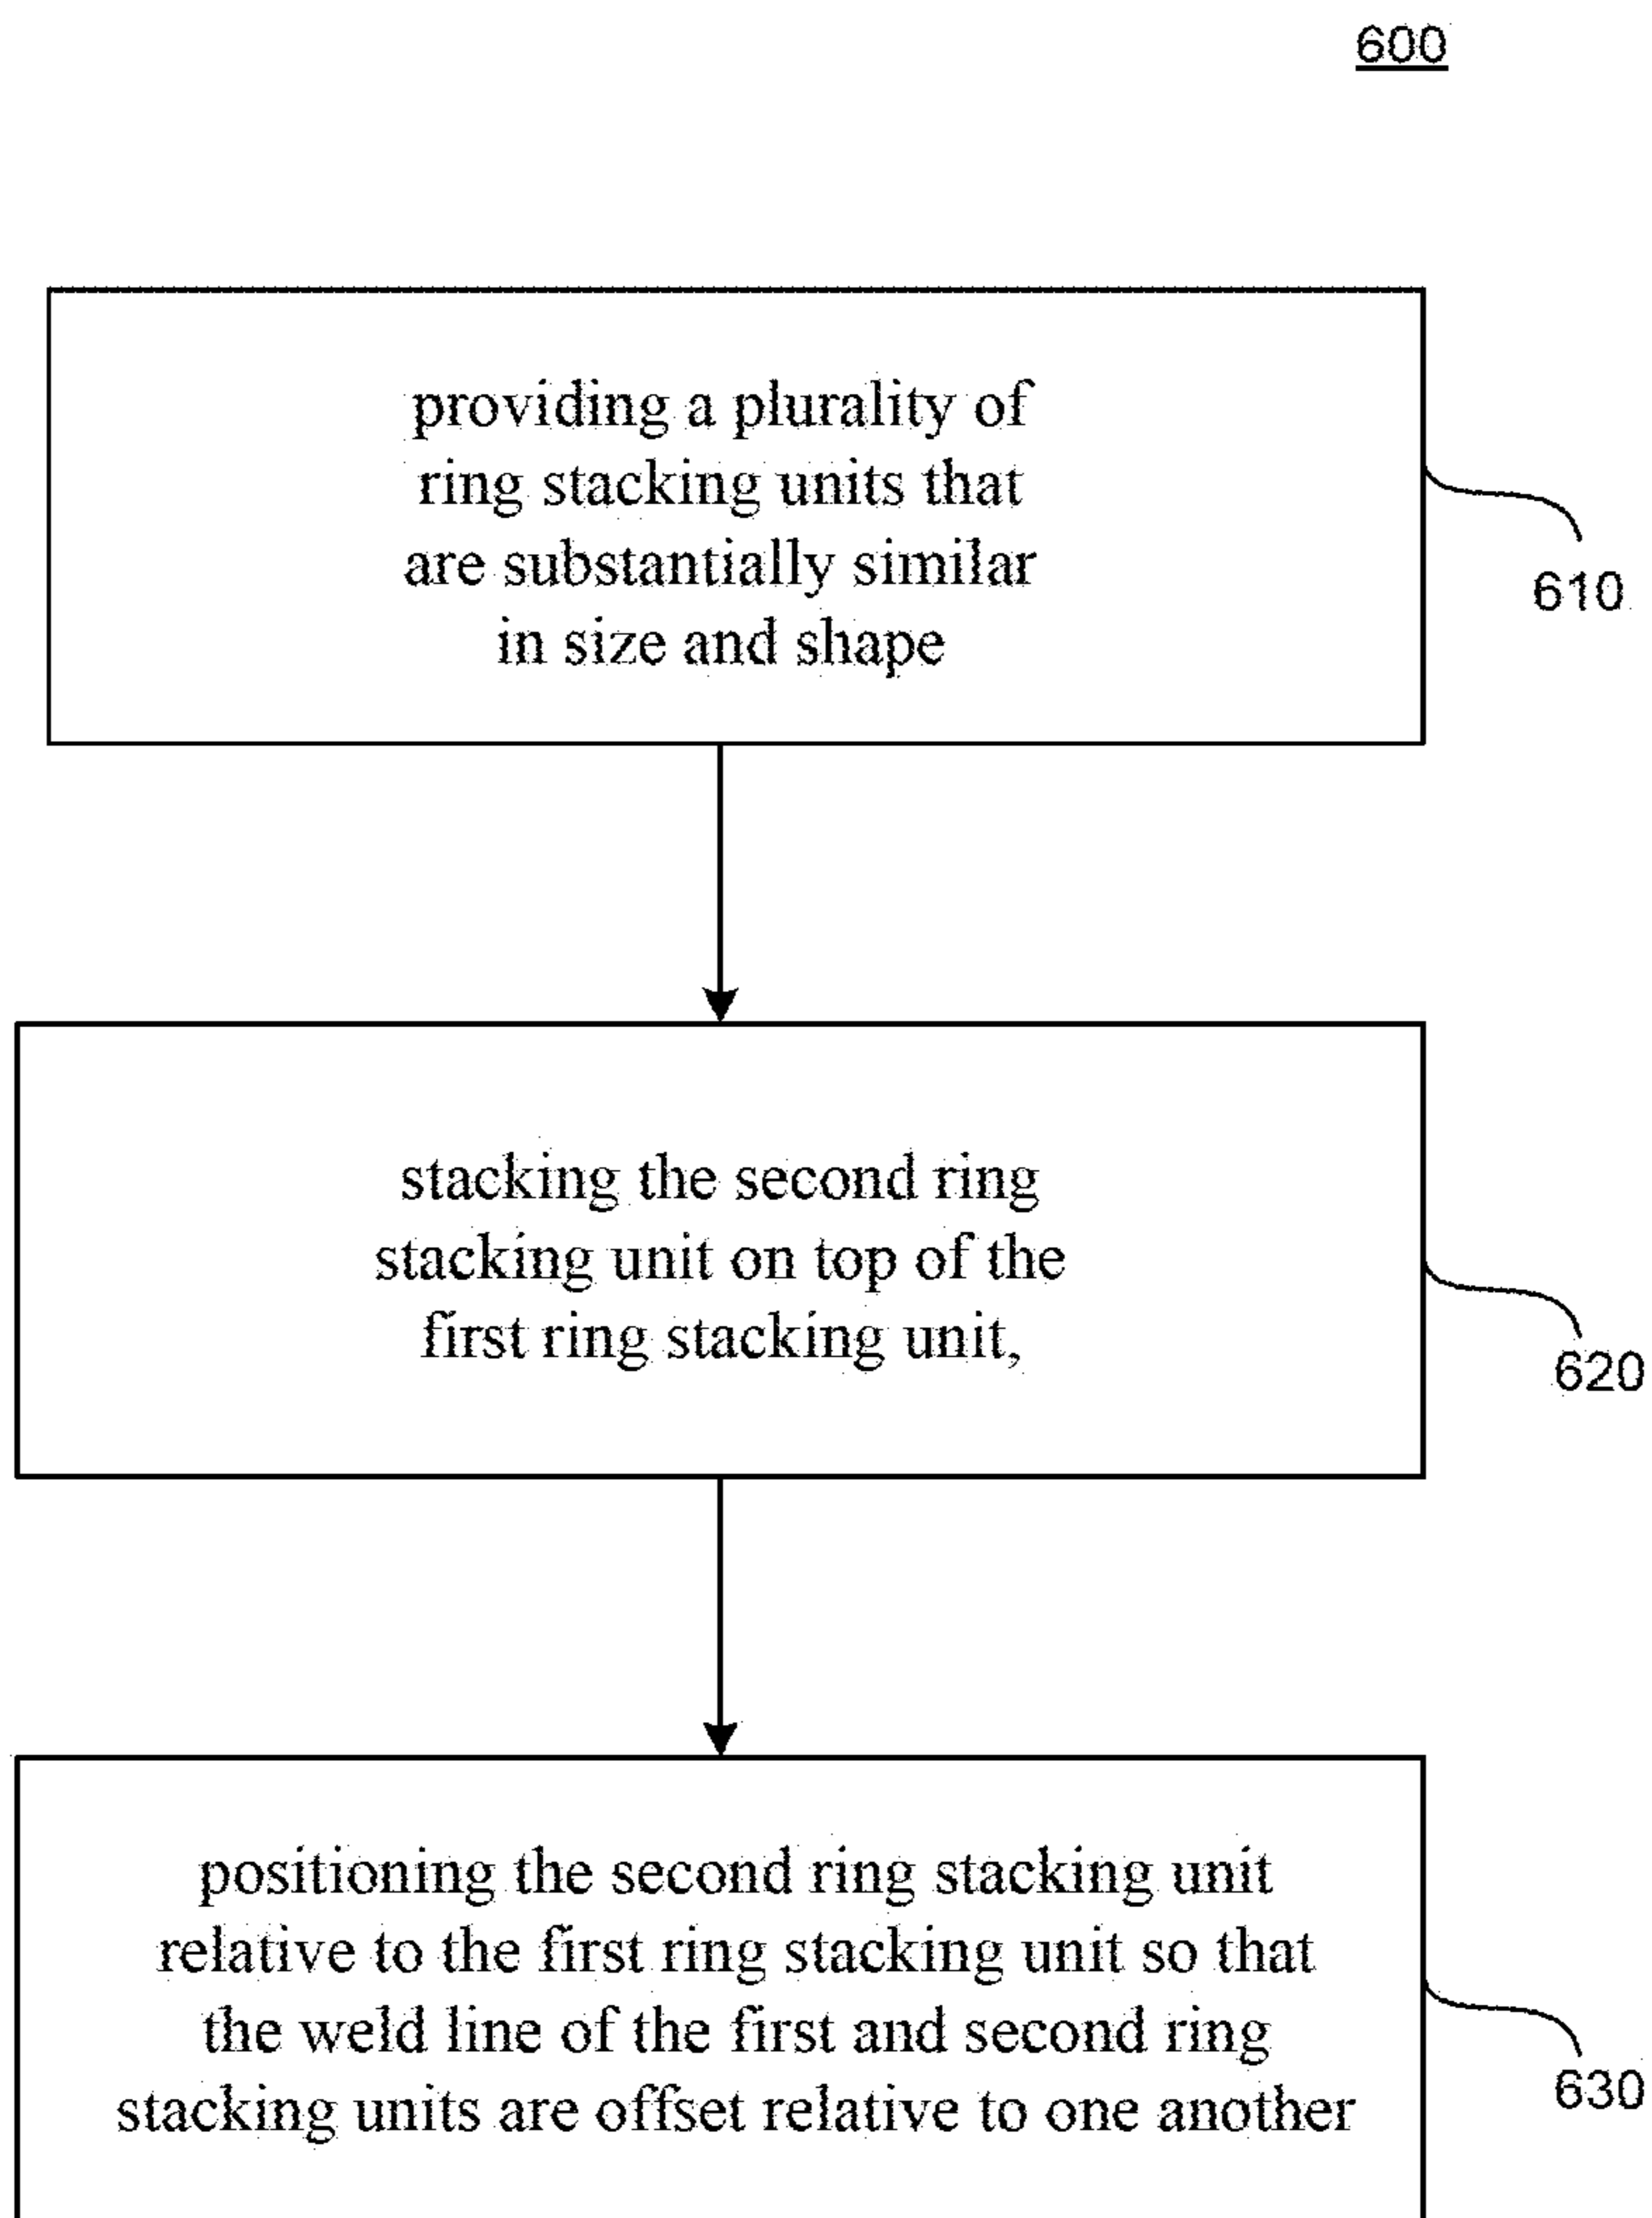 600
providing a plurality of
ring stacking units that
are substantially similar
in size and shape
610
stacking the second ring
stacking unit on top of the
first ring stacking unit,
620
positioning the second ring stacking unit
relative to the first ring stacking unit so that
the weld line of the first and second ring
stacking units are offset relative to one another
630